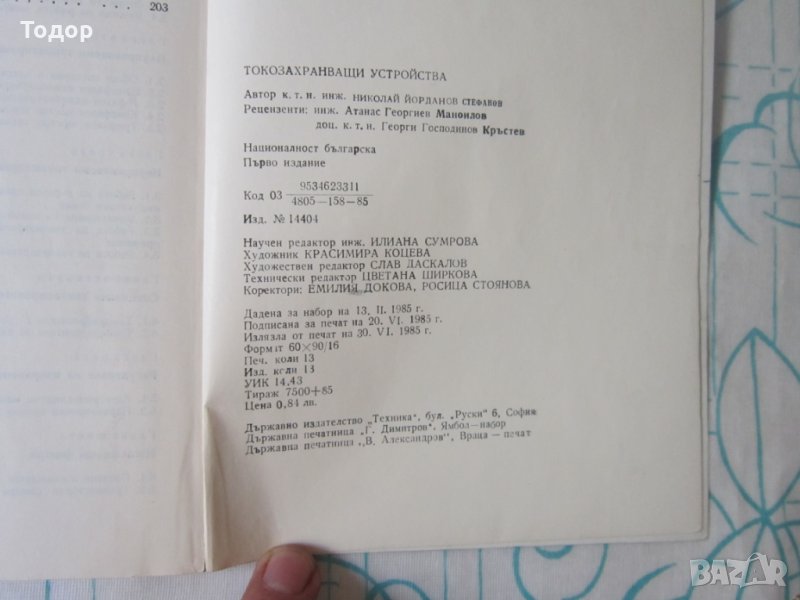 Тодор
203
ТОКОЗАХРАНВАЩИ УСТРОЙСТВА
Автор к. т. н. инж. НИКОЛАЙ ЙОРДАНОВ СТЕФАНОВ
Рецензенти: инж. Атанас Георгиев Маноилов
доц. к. т. н. Георги Господинов Кръстев
Националност българска
Първо издание
9534623311
Код 03
4805—158—85
Изд. № 14404
Научен редактор инж. ИЛИАНА СУМРОВА
Художник КРАСИМИРА КОЦЕВА
Художествен редактор СЛАВ ДАСКАЛОВ
Технически редактор ЦВЕТАНА ШИРКОВА
Коректори: ЕМИЛИЯ ДОКОВА, РОСИЦА СТОЯНОВА
Дадена за набор на 13. II. 1985 г.
Подписана за печат на 20. VI. 1985 г.
Излязла от печат на 30. VI. 1985 г.
Формат 60×90/16
Печ. коли 13
Изд. коли 13
УИК 14,43
Тираж 7500+85
Цена 0,84 лв.
Държавно издателство „Техника“, бул. „Руски“ 6, София
Държавна печатница „Г. Димитров“, Ямбол—набор
Държавна печатница „В. Александров“, Враца — печат
BAZAR